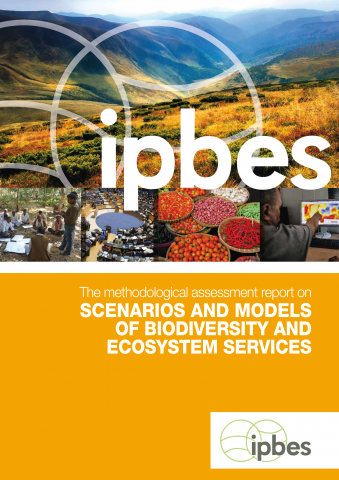 ipbes
The methodological assessment report on
SCENARIOS AND MODELS
OF BIODIVERSITY AND
ECOSYSTEM SERVICES
ipbes